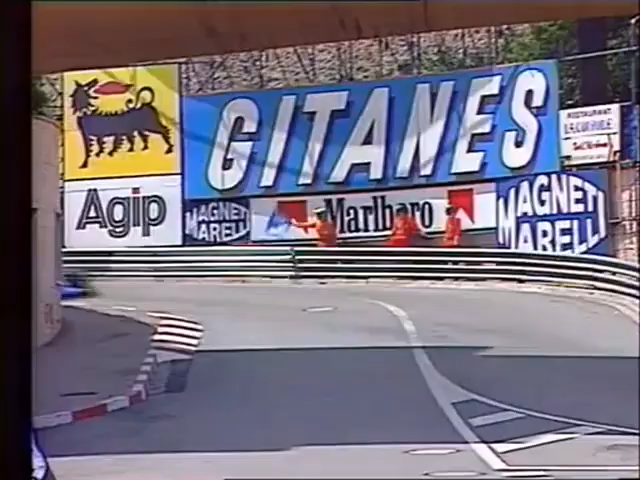 GITANES
RESTAURANT
Agip
MAGNETI
MARELLI
Marlboro
MAGNETI
MARELLI